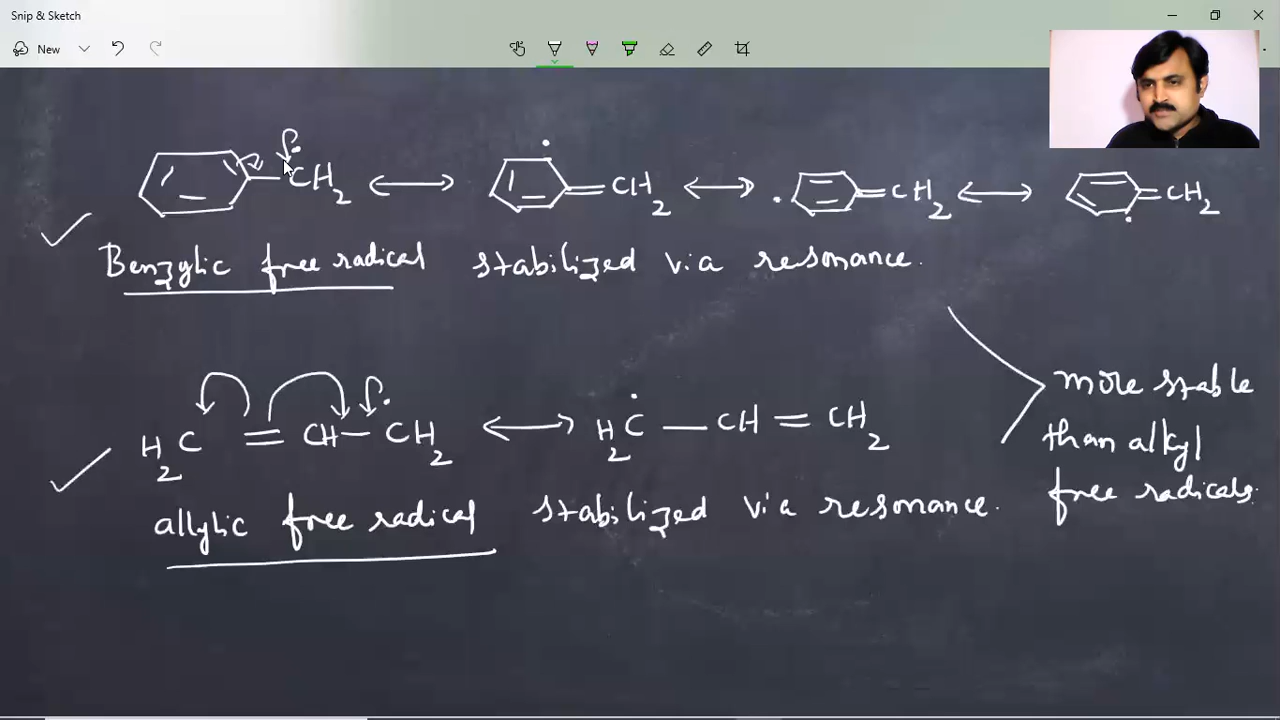 Snip & Sketch
New
CH2 ↔ =CH2 ↔ =CH2 ↔ =CH2
Benzylic free radical stabilized via resonance.
H2C = CH - CH2 ↔ H2C - CH = CH2
allylic free radical stabilized via resonance.
more stable
than alkyl
free radicals.